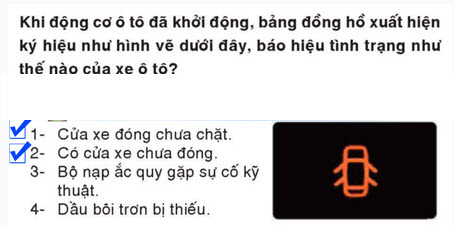 Khi động cơ ô tô đã khởi động, bảng đồng hồ xuất hiện
ký hiệu như hình vẽ dưới đây, báo hiệu tình trạng như
thế nào của xe ô tô?
1- Cửa xe đóng chưa chặt.
2- Có cửa xe chưa đóng.
3- Bộ nạp ắc quy gặp sự cố kỹ
thuật.
4- Dầu bôi trơn bị thiếu.